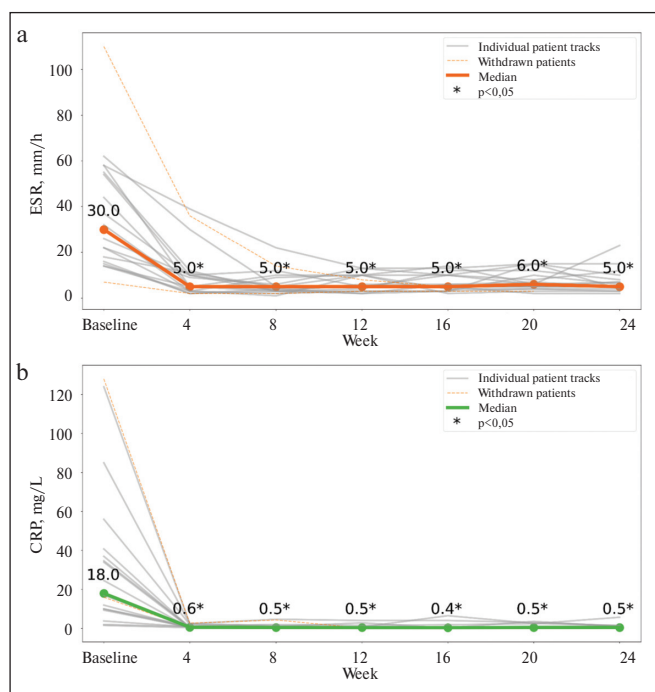 a
100
80
60
40
20
0
ESR, mm/h
Individual patient tracks
Withdrawn patients
Median
* p<0,05
30.0
5.0*
5.0*
5.0*
5.0*
6.0*
5.0*
Baseline 4 8 12 16 20 24
Week
b
120
100
80
60
40
20
0
CRP, mg/L
Individual patient tracks
Withdrawn patients
Median
* p<0,05
18.0
0.6*
0.5*
0.5*
0.4*
0.5*
0.5*
Baseline 4 8 12 16 20 24
Week